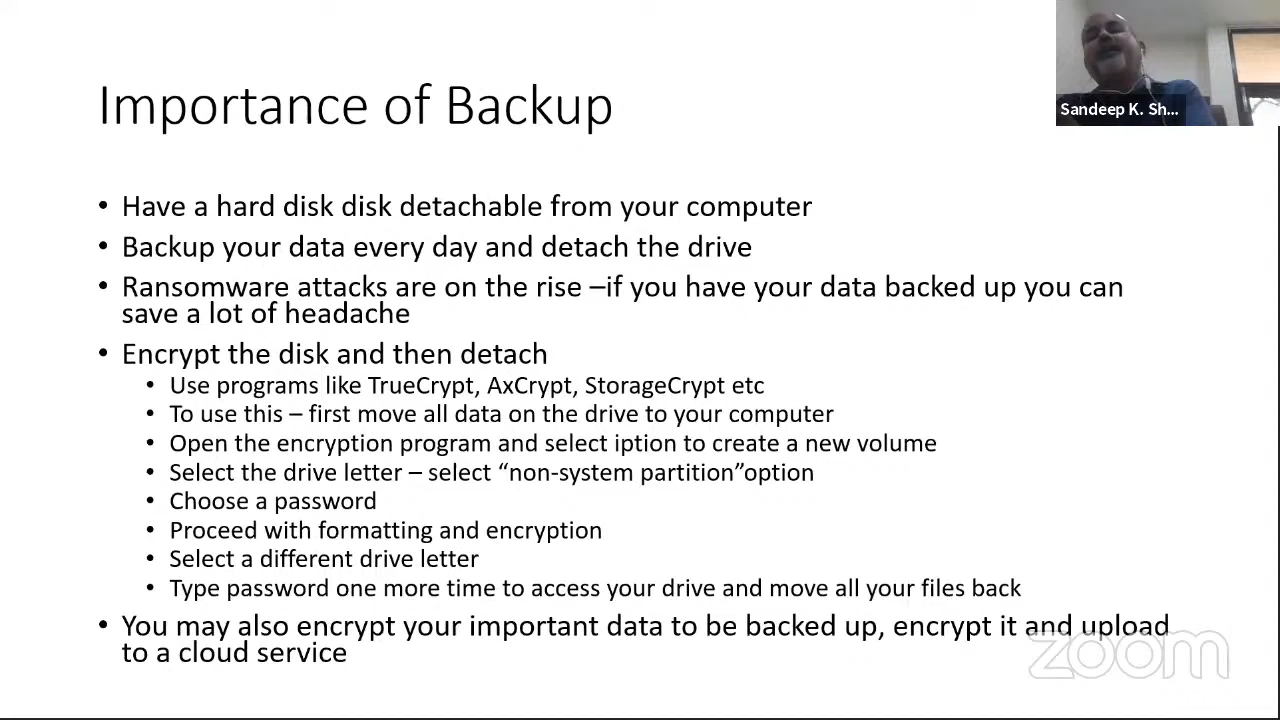 Importance of Backup
Sandeep K. Sh...
• Have a hard disk disk detachable from your computer
• Backup your data every day and detach the drive
• Ransomware attacks are on the rise –if you have your data backed up you can
save a lot of headache
• Encrypt the disk and then detach
• Use programs like TrueCrypt, AxCrypt, StorageCrypt etc
• To use this – first move all data on the drive to your computer
• Open the encryption program and select iption to create a new volume
• Select the drive letter – select “non-system partition”option
• Choose a password
• Proceed with formatting and encryption
• Select a different drive letter
• Type password one more time to access your drive and move all your files back
• You may also encrypt your important data to be backed up, encrypt it and upload
to a cloud service
zoom